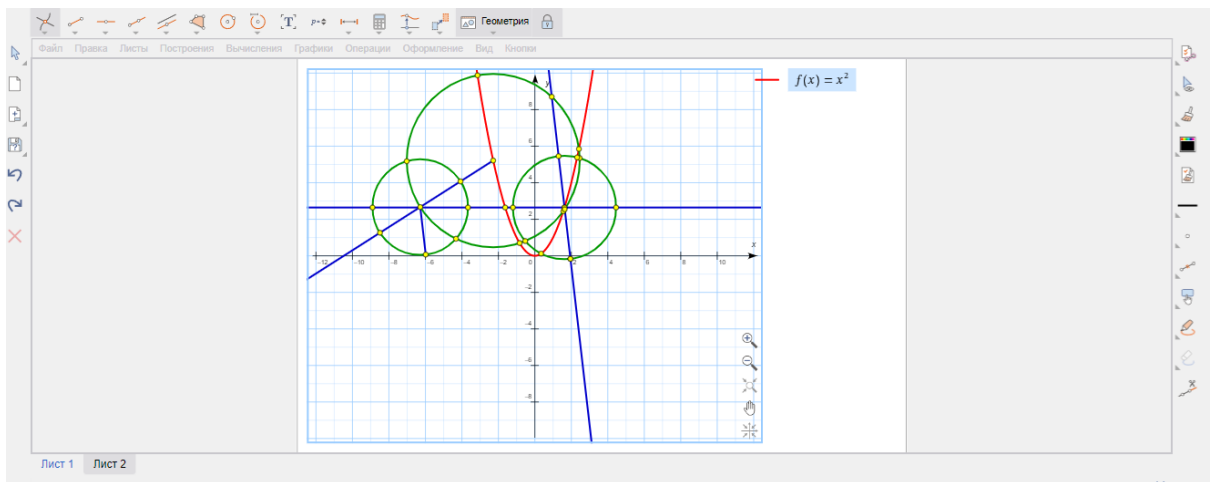 Геометрия
Файл Правка Листы Построения Вычисления Графики Операции Оформление Вид Кнопки
f(x) = x²
y
8
6
4
2
x
-12 -10 -8 -6 -4 -2 0 2 4 6 8 10
-2
-4
-6
-8
Лист 1 Лист 2